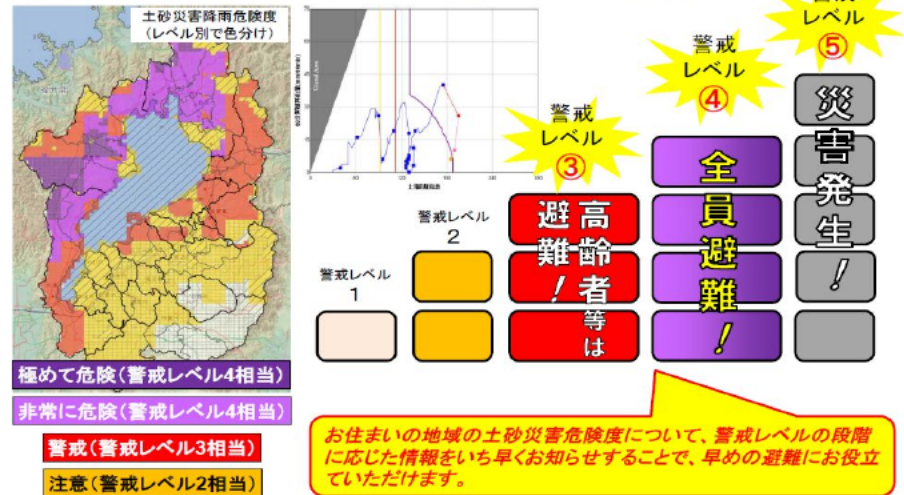 土砂災害降雨危険度
(レベル別で色分け)
極めて危険(警戒レベル4相当)
非常に危険(警戒レベル4相当)
警戒(警戒レベル3相当)
注意(警戒レベル2相当)
警戒レベル
1
警戒レベル
2
警戒
レベル
③
高齢者等は
避難!
警戒
レベル
④
全員避難!
レベル
⑤
災害発生!
お住まいの地域の土砂災害危険度について、警戒レベルの段階
に応じた情報をいち早くお知らせすることで、早めの避難にお役立
ていただけます。